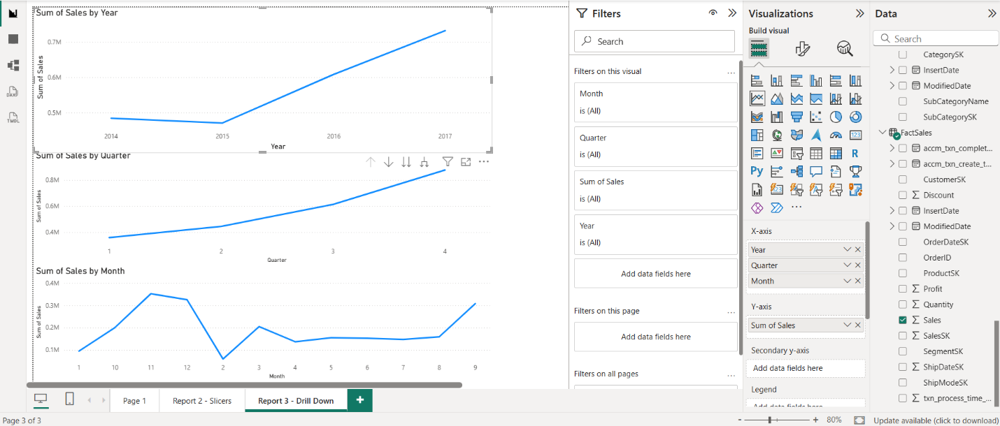 DAX
TMDL
Sum of Sales by Year
Sum of Sales
0.7M
0.6M
0.5M
2014 2015 2016 2017
Year
Sum of Sales by Quarter
Sum of Sales
0.8M
0.6M
0.4M
1 2 3 4
Quarter
Sum of Sales by Month
Sum of Sales
0.4M
0.3M
0.2M
0.1M
1 10 11 12 2 3 4 5 6 7 8 9
Month
Page 1
Report 2 - Slicers
Report 3 - Drill Down
+
Page 3 of 3
Filters
Search
Filters on this visual
...
Month
is (All)
Quarter
is (All)
Sum of Sales
is (All)
Year
is (All)
Add data fields here
Filters on this page
...
Add data fields here
Filters on all pages
...
Visualizations
Build visual
123
R
Py
123
...
X-axis
Year
Quarter
Month
Y-axis
Sum of Sales
Secondary y-axis
Add data fields here
Legend
Add data fields here
Data
Search
CategorySK
InsertDate
ModifiedDate
SubCategoryName
SubCategorySK
FactSales
accm_txn_complet...
accm_txn_create_t...
CustomerSK
Discount
InsertDate
ModifiedDate
OrderDateSK
OrderID
ProductSK
Profit
Quantity
Sales
SalesSK
SegmentSK
ShipDateSK
ShipModeSK
txn_process_time_...
- + 80%
Update available (click to download)